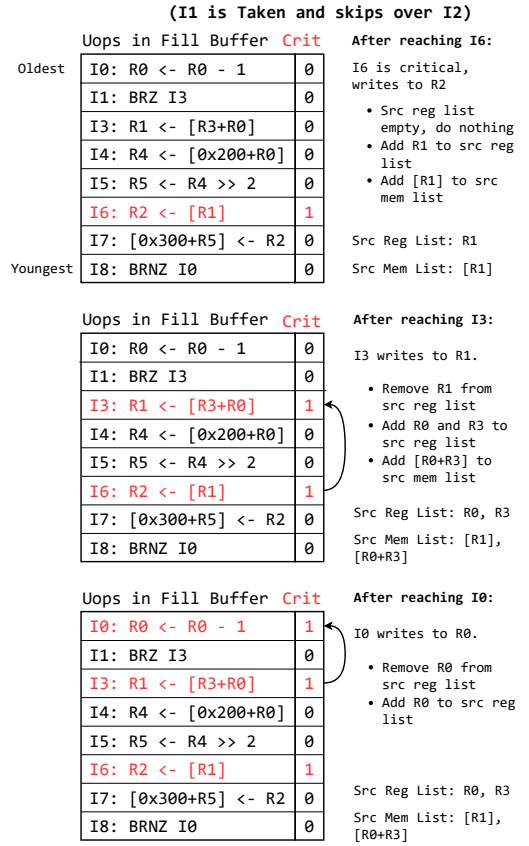 (I1 is Taken and skips over I2)
Uops in Fill Buffer Crit
Oldest I0: R0 <- R0 - 1 0
I1: BRZ I3 0
I3: R1 <- [R3+R0] 0
I4: R4 <- [0x200+R0] 0
I5: R5 <- R4 >> 2 0
I6: R2 <- [R1] 1
I7: [0x300+R5] <- R2 0
Youngest I8: BRNZ I0 0
After reaching I6:
I6 is critical,
writes to R2
• Src reg list
empty, do nothing
• Add R1 to src reg
list
• Add [R1] to src
mem list
Src Reg List: R1
Src Mem List: [R1]
Uops in Fill Buffer Crit
I0: R0 <- R0 - 1 0
I1: BRZ I3 0
I3: R1 <- [R3+R0] 1
I4: R4 <- [0x200+R0] 0
I5: R5 <- R4 >> 2 0
I6: R2 <- [R1] 1
I7: [0x300+R5] <- R2 0
I8: BRNZ I0 0
After reaching I3:
I3 writes to R1.
• Remove R1 from
src reg list
• Add R0 and R3 to
src reg list
• Add [R0+R3] to
src mem list
Src Reg List: R0, R3
Src Mem List: [R1],
[R0+R3]
Uops in Fill Buffer Crit
I0: R0 <- R0 - 1 1
I1: BRZ I3 0
I3: R1 <- [R3+R0] 1
I4: R4 <- [0x200+R0] 0
I5: R5 <- R4 >> 2 0
I6: R2 <- [R1] 1
I7: [0x300+R5] <- R2 0
I8: BRNZ I0 0
After reaching I0:
I0 writes to R0.
• Remove R0 from
src reg list
• Add R0 to src reg
list
Src Reg List: R0, R3
Src Mem List: [R1],
[R0+R3]